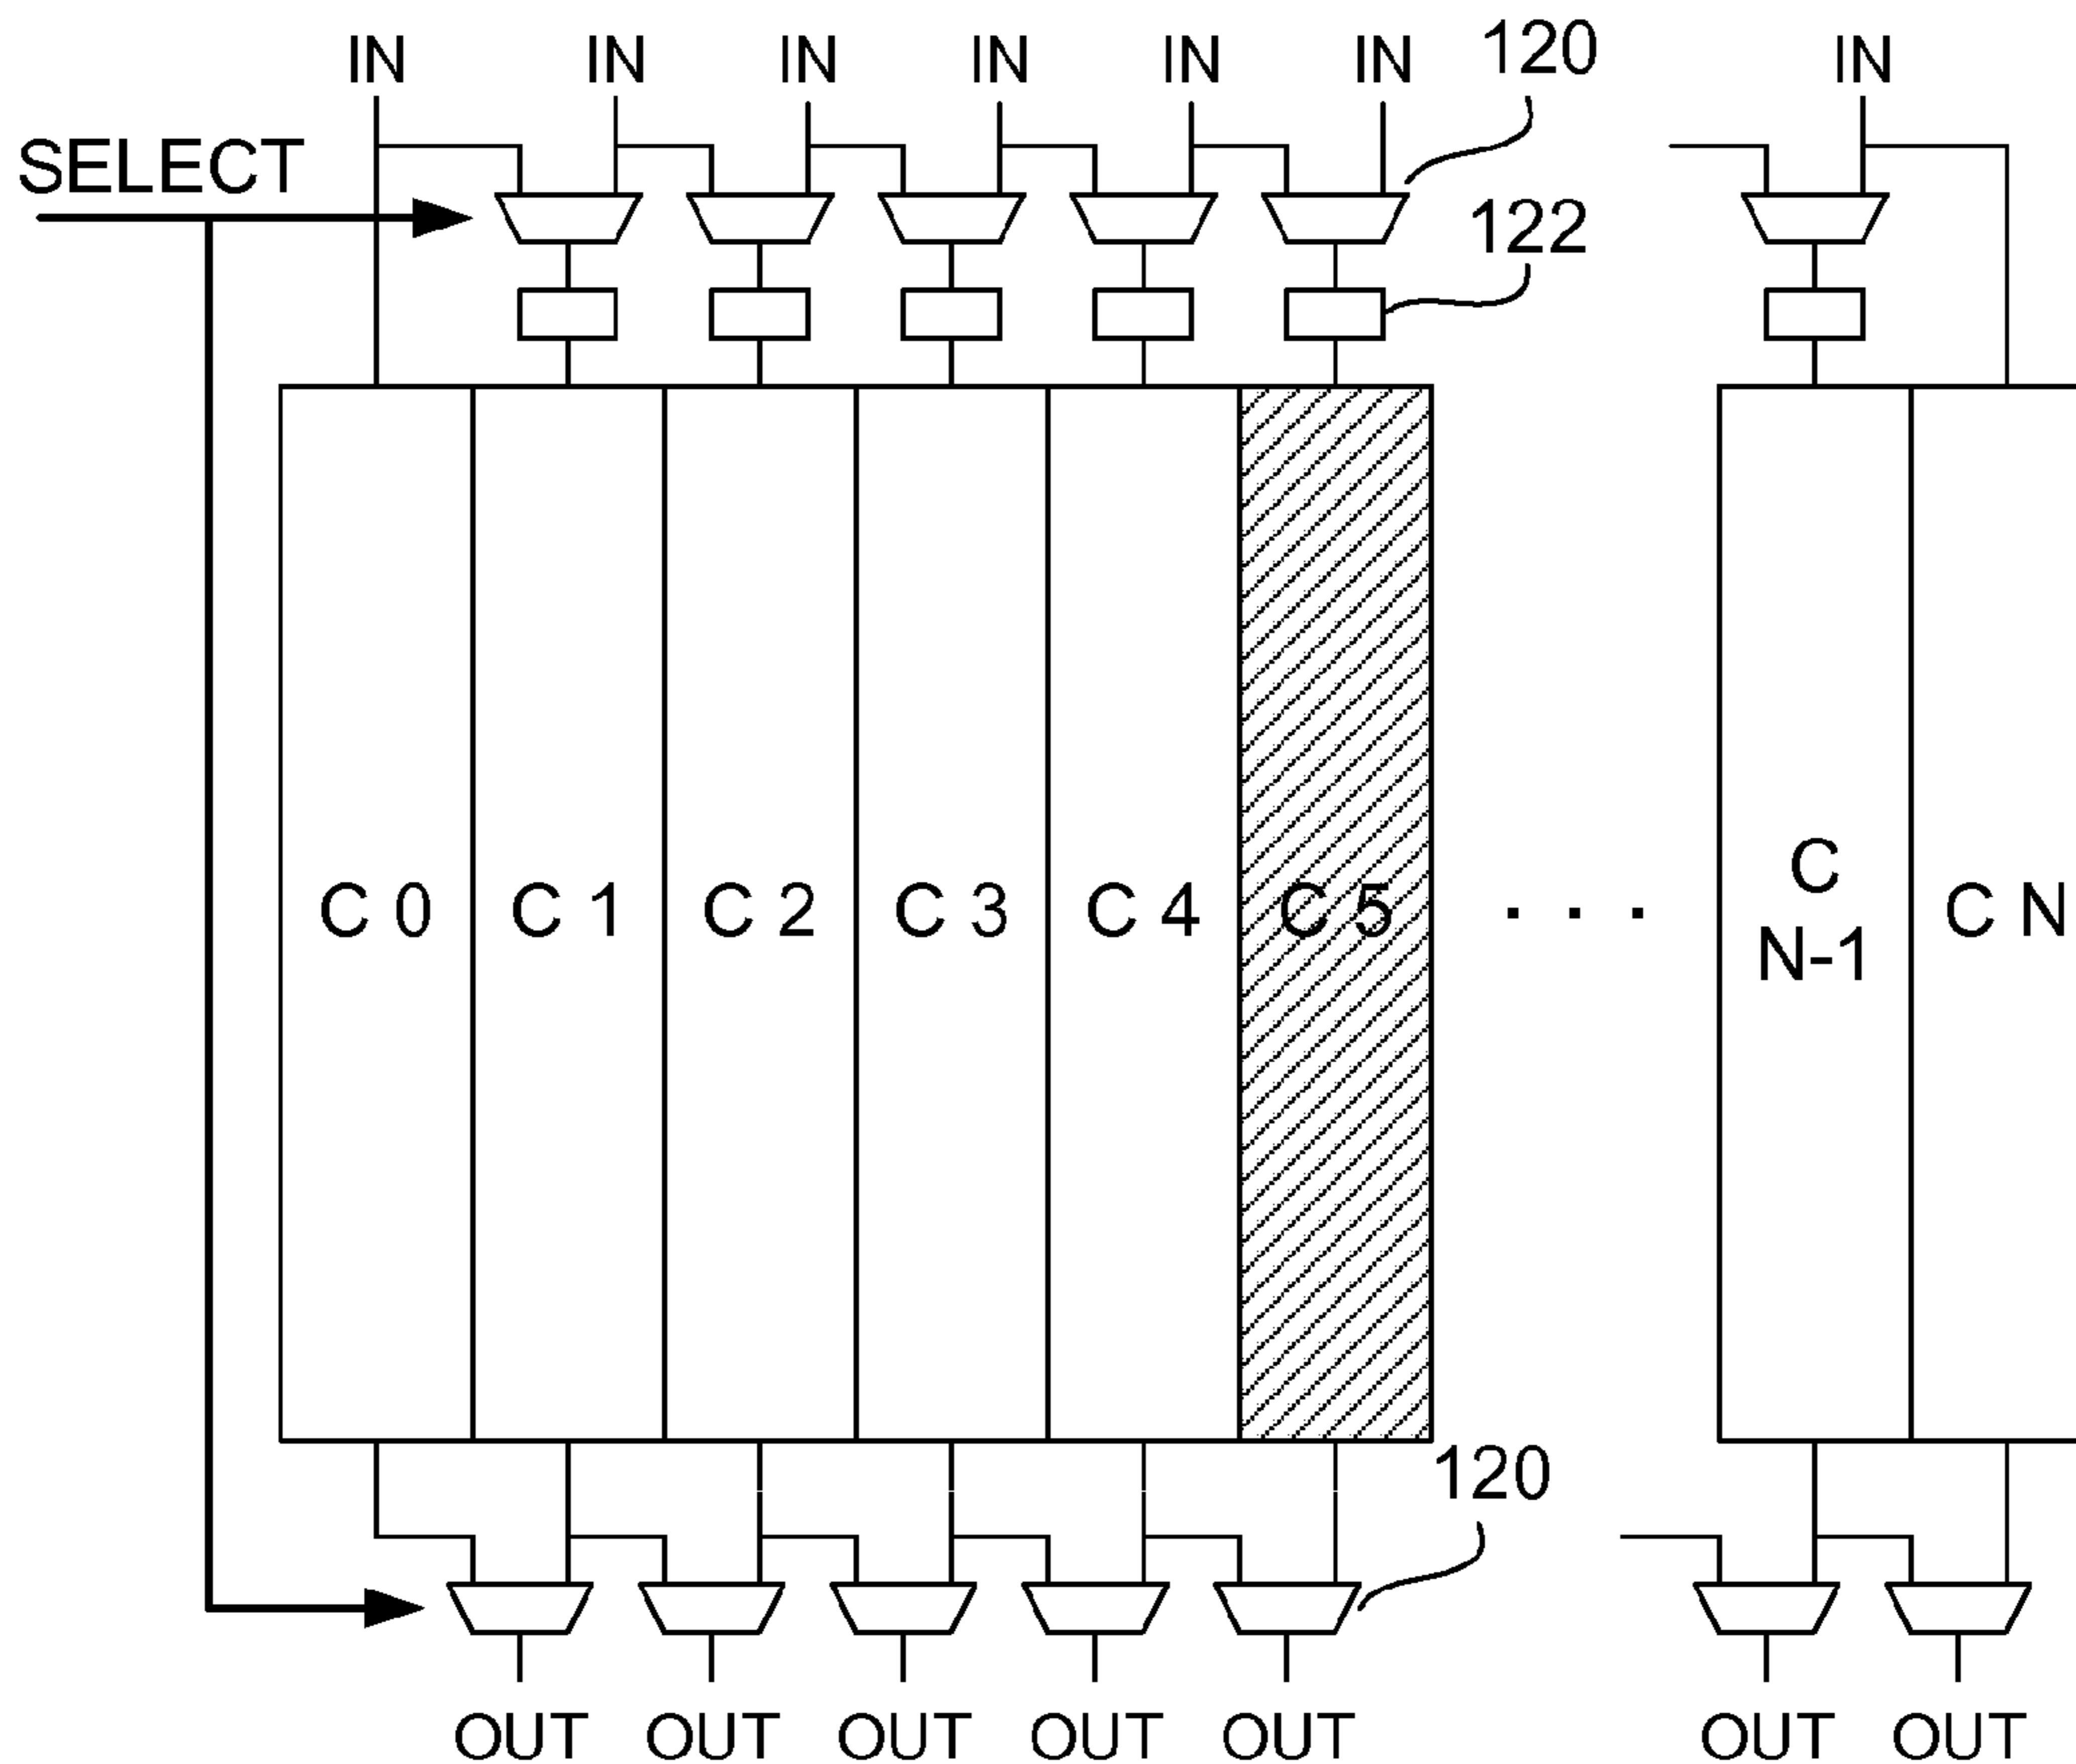 IN IN IN IN IN IN 120 IN
SELECT
122
C 0 C 1 C 2 C 3 C 4 C 5 . . . C N-1 C N
120
OUT OUT OUT OUT OUT OUT OUT